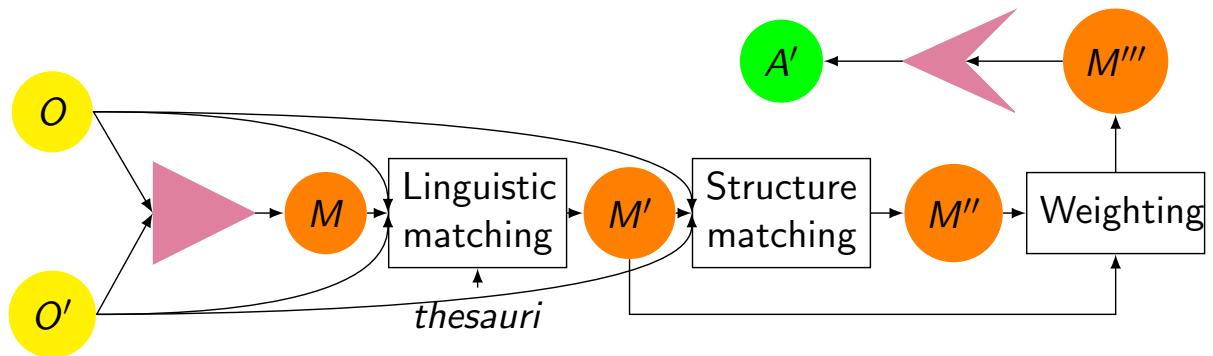 A′
M′′′
O
M
Linguistic
matching
M′
Structure
matching
M′′
Weighting
O′
thesauri